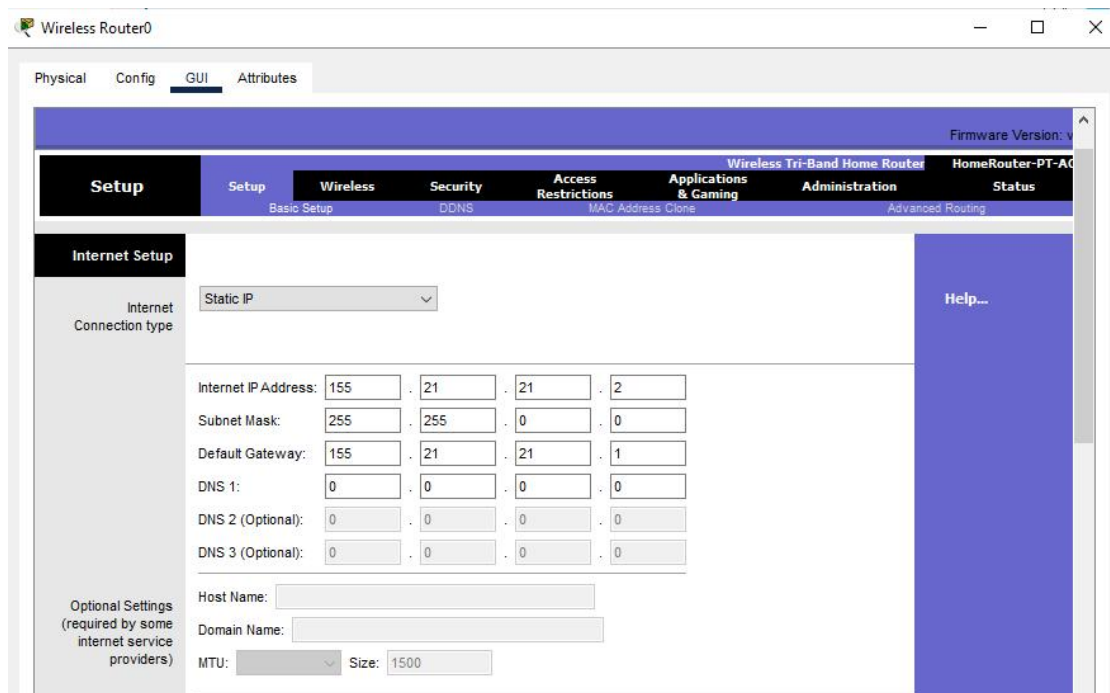 Wireless Router0
Physical Config GUI Attributes
Firmware Version: v
Wireless Tri-Band Home Router HomeRouter-PT-AC
Setup Setup Wireless Security Access Restrictions Applications & Gaming Administration Status
Basic Setup DDNS MAC Address Clone Advanced Routing
Internet Setup
Internet
Connection type
Static IP
Help...
Internet IP Address: 155 . 21 . 21 . 2
Subnet Mask: 255 . 255 . 0 . 0
Default Gateway: 155 . 21 . 21 . 1
DNS 1: 0 . 0 . 0 . 0
DNS 2 (Optional): 0 . 0 . 0 . 0
DNS 3 (Optional): 0 . 0 . 0 . 0
Optional Settings
(required by some
internet service
providers)
Host Name:
Domain Name:
MTU: Size: 1500